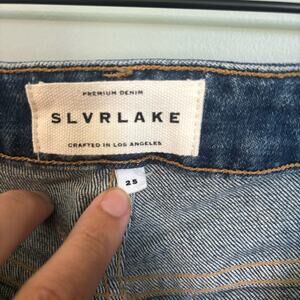 PREMIUM DENIM
SLVRLAKE
CRAFTED IN LOS ANGELES
25